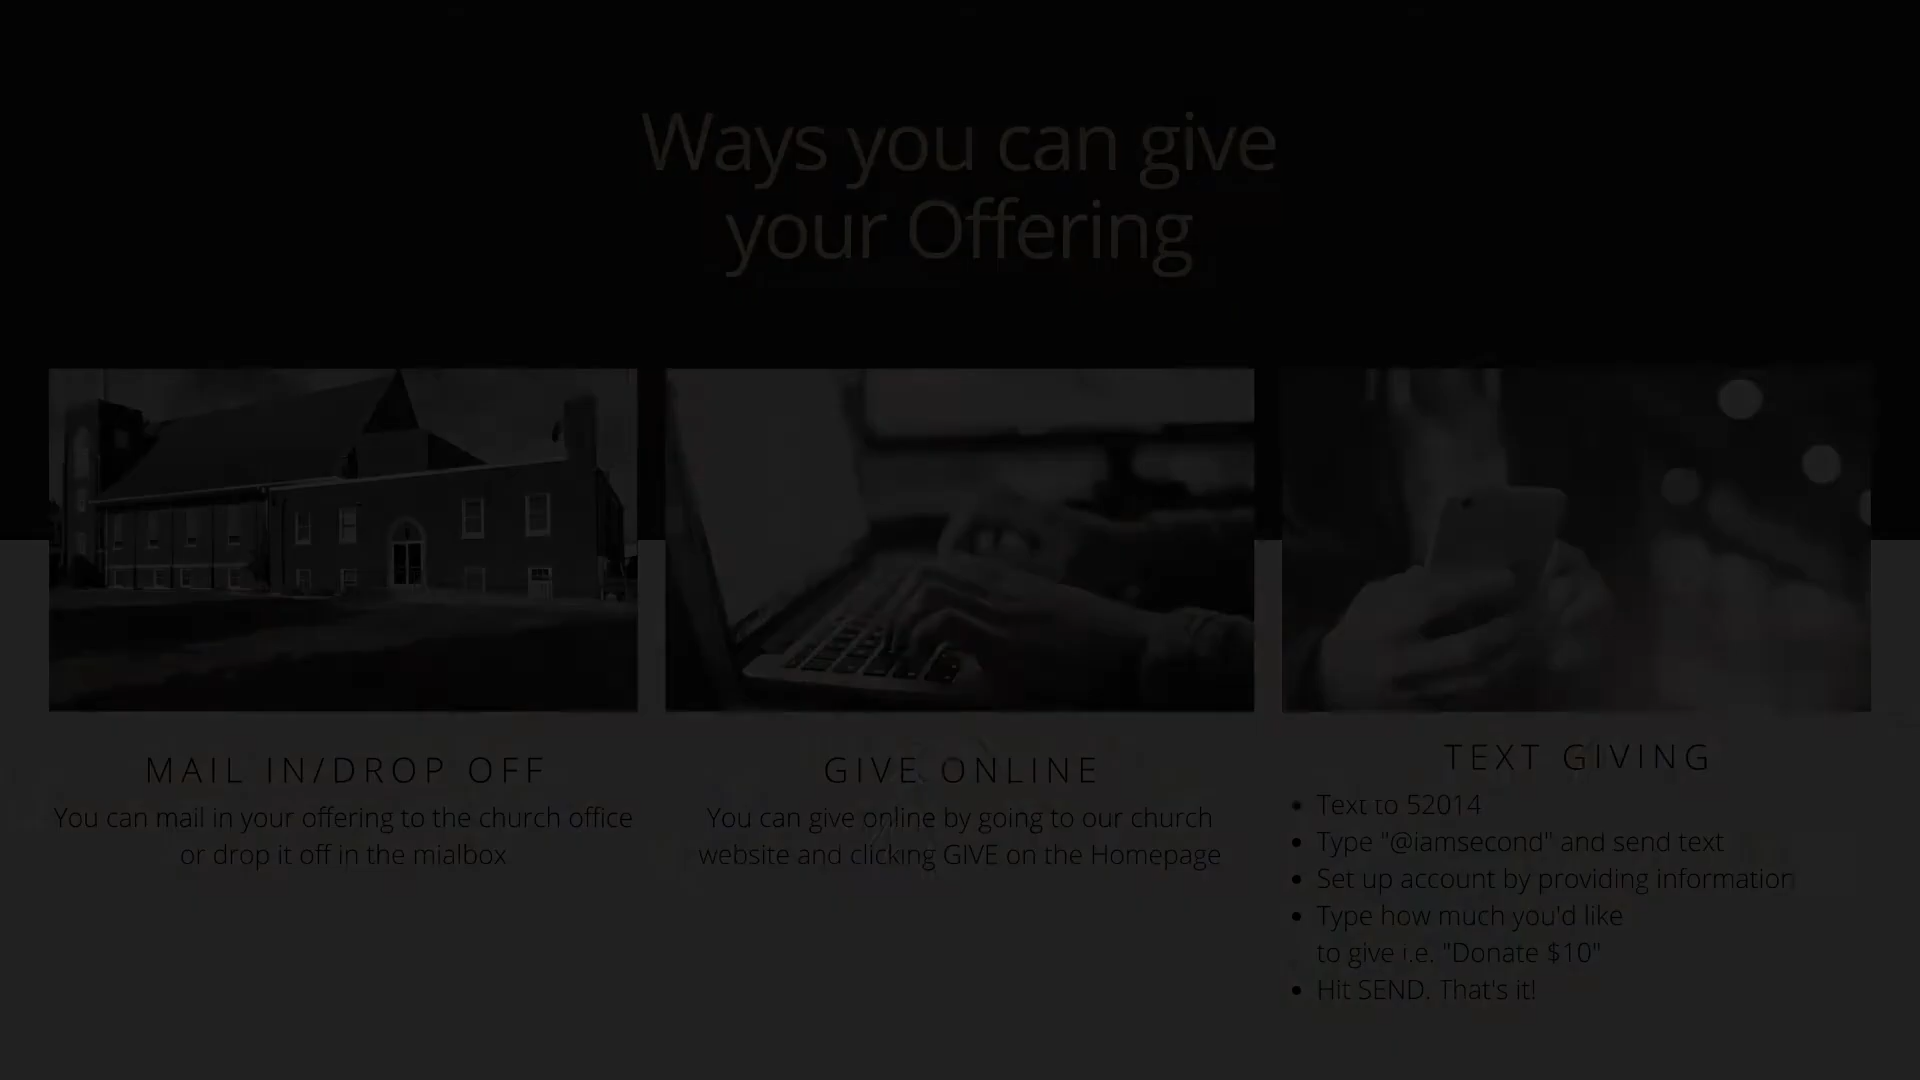 Ways you can give
your Offering
MAIL IN/DROP OFF
You can mail in your offering to the church office
or drop it off in the mialbox
GIVE ONLINE
You can give online by going to our church
website and clicking GIVE on the Homepage
TEXT GIVING
• Text to 52014
• Type "@iamsecond" and send text
• Set up account by providing information
• Type how much you'd like
to give i.e. "Donate $10"
• Hit SEND. That's it!